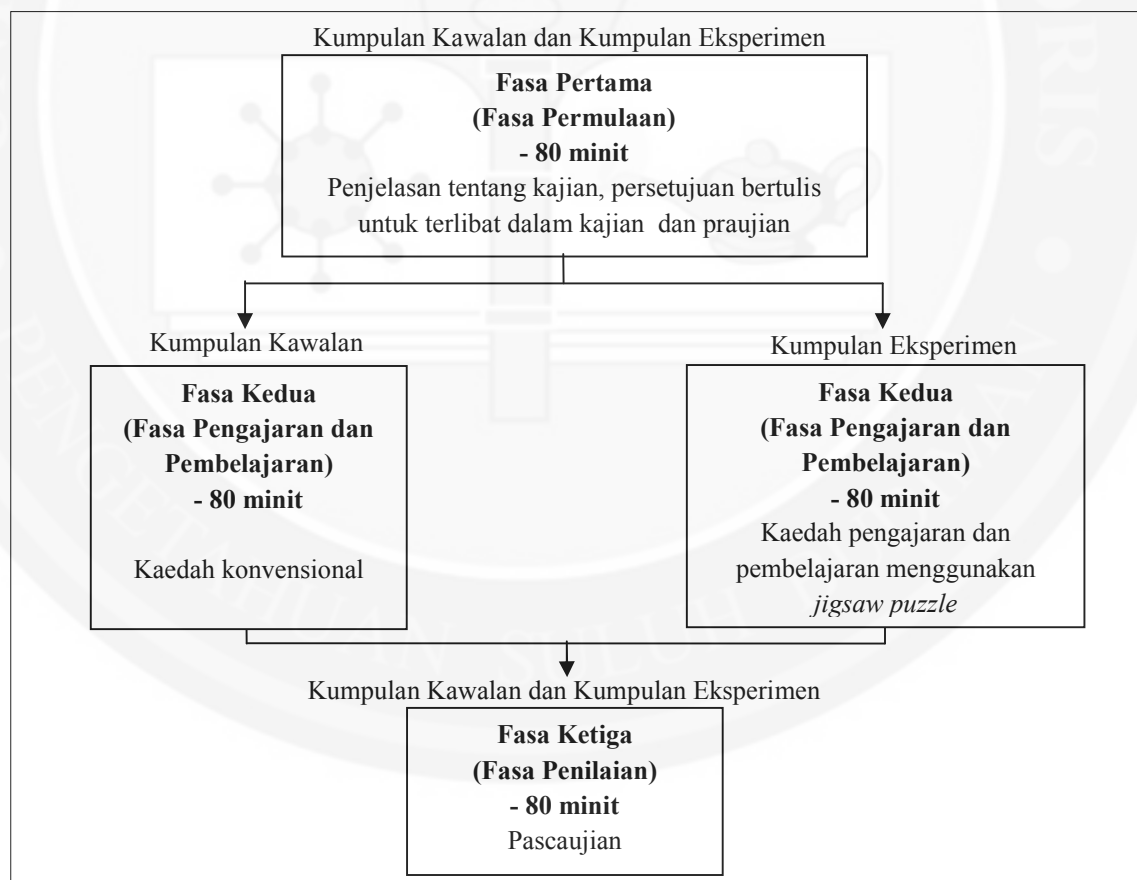 Kumpulan Kawalan dan Kumpulan Eksperimen
Fasa Pertama
(Fasa Permulaan)
- 80 minit
Penjelasan tentang kajian, persetujuan bertulis
untuk terlibat dalam kajian dan praujian
Kumpulan Kawalan
Fasa Kedua
(Fasa Pengajaran dan
Pembelajaran)
- 80 minit
Kaedah konvensional
Kumpulan Eksperimen
Fasa Kedua
(Fasa Pengajaran dan
Pembelajaran)
- 80 minit
Kaedah pengajaran dan
pembelajaran menggunakan
jigsaw puzzle
Kumpulan Kawalan dan Kumpulan Eksperimen
Fasa Ketiga
(Fasa Penilaian)
- 80 minit
Pascaujian